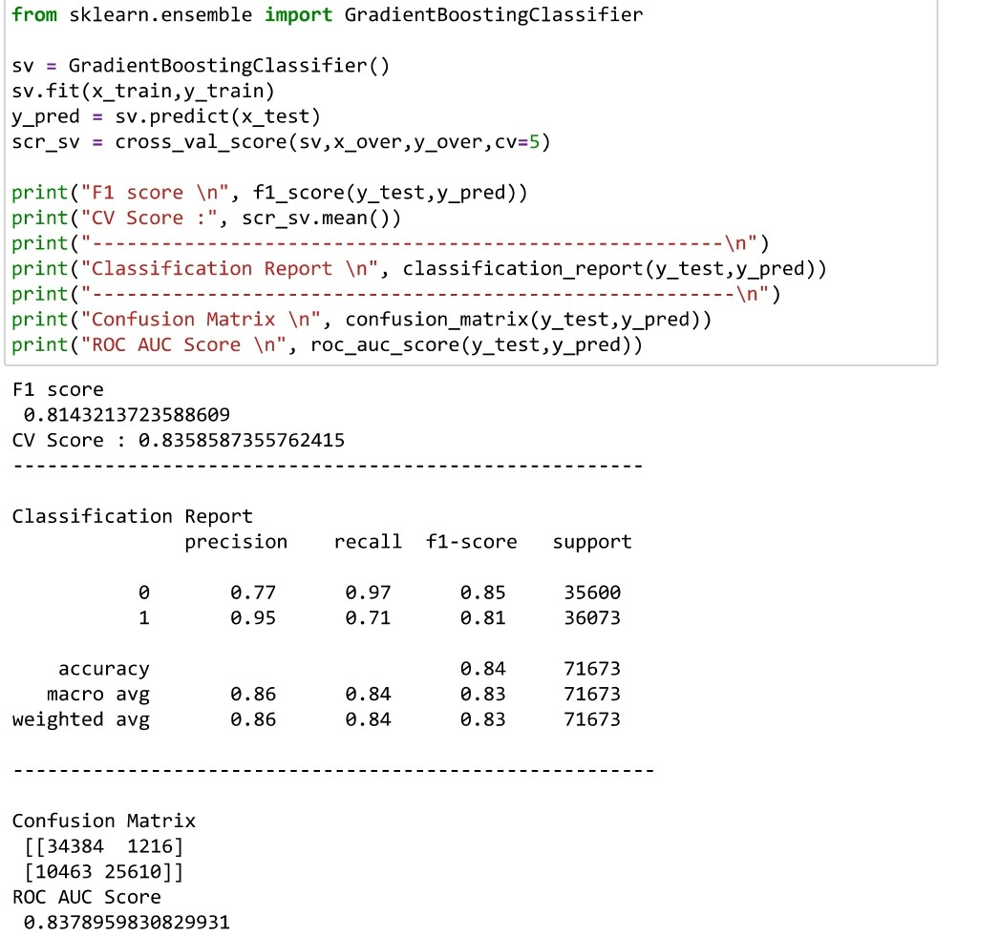 from sklearn.ensemble import GradientBoostingClassifier
sv = GradientBoostingClassifier()
sv.fit(x_train,y_train)
y_pred = sv.predict(x_test)
scr_sv = cross_val_score(sv,x_over,y_over,cv=5)
print("F1 score \n", f1_score(y_test,y_pred))
print("CV Score :", scr_sv.mean())
print("-------------------------------------------------------\n")
print("Classification Report \n", classification_report(y_test,y_pred))
print("--------------------------------------------------------\n")
print("Confusion Matrix \n", confusion_matrix(y_test,y_pred))
print("ROC AUC Score \n", roc_auc_score(y_test,y_pred))
F1 score
0.8143213723588609
CV Score : 0.8358587355762415
-------------------------------------------------------
Classification Report
precision recall f1-score support
0 0.77 0.97 0.85 35600
1 0.95 0.71 0.81 36073
accuracy 0.84 71673
macro avg 0.86 0.84 0.83 71673
weighted avg 0.86 0.84 0.83 71673
--------------------------------------------------------
Confusion Matrix
[[34384 1216]
[10463 25610]]
ROC AUC Score
0.8378959830829931